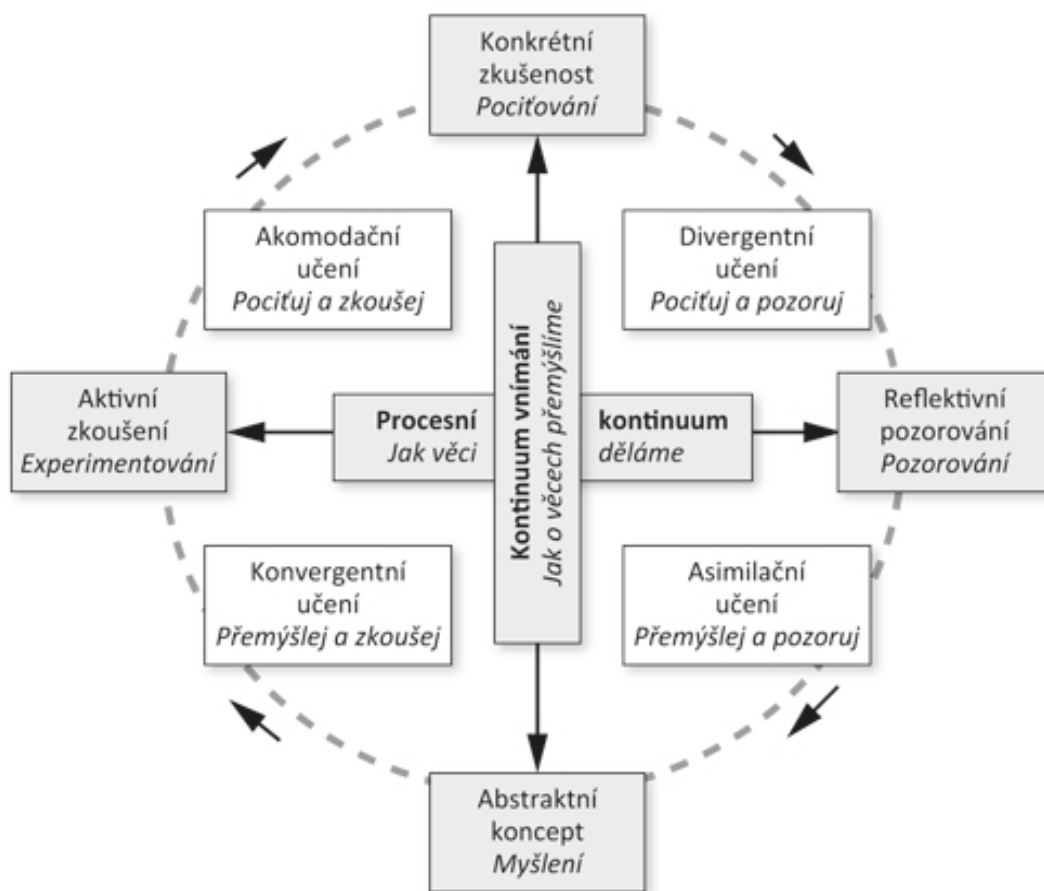 Konkrétní
zkušenost
Pociťování
Akomodační
učení
Pociťuj a zkoušej
Divergentní
učení
Pociťuj a pozoruj
Aktivní
zkoušení
Experimentování
Procesní
Jak věci
Kontinuum vnímání
Jak o věcech přemýšlíme
kontinuum
děláme
Reflektivní
pozorování
Pozorování
Konvergentní
učení
Přemýšlej a zkoušej
Asimilační
učení
Přemýšlej a pozoruj
Abstraktní
koncept
Myšlení